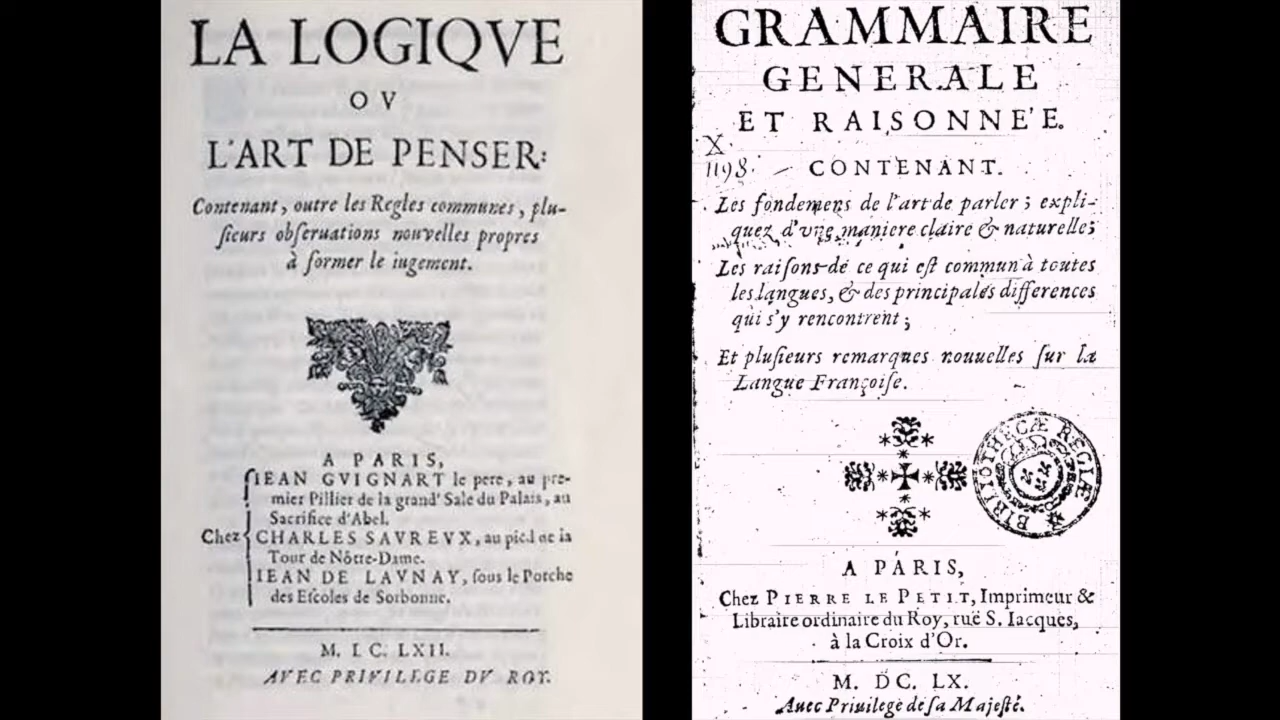 LA LOGIQVE
OV
L'ART DE PENSER:
Contenant, outre les Regles communes, plu-
sieurs obseruations nouvelles propres
à former le iugement.
A PARIS,
IEAN GVIGNART le pere, au pre-
mier Pillier de la grand' Sale du Palais, au
Sacrifice d'Abel.
Chez CHARLES SAVREVX, au pied de la
Tour de Nôtre-Dame.
IEAN DE LAVNAY, sous le Porche
des Escoles de Sorbonne.
M. DC. LXII.
AVEC PRIVILEGE DV ROY.
GRAMMAIRE
GENERALE
ET RAISONNE'E.
X
1198.
CONTENANT.
Les fondemens de l'art de parler; expli-
quez d'vne maniere claire & naturelle;
Les raisons de ce qui est commun à toutes
les langues, & des principales differences
qui s'y rencontrent;
Et plusieurs remarques nouuelles sur la
Langue Françoise.
BIBLIOTHECÆ REGIÆ
A PARIS,
Chez PIERRE LE PETIT, Imprimeur &
Libraire ordinaire du Roy, ruë S. Iacques,
à la Croix d'Or.
M. DC. LX.
Auec Priuilege de sa Majesté.